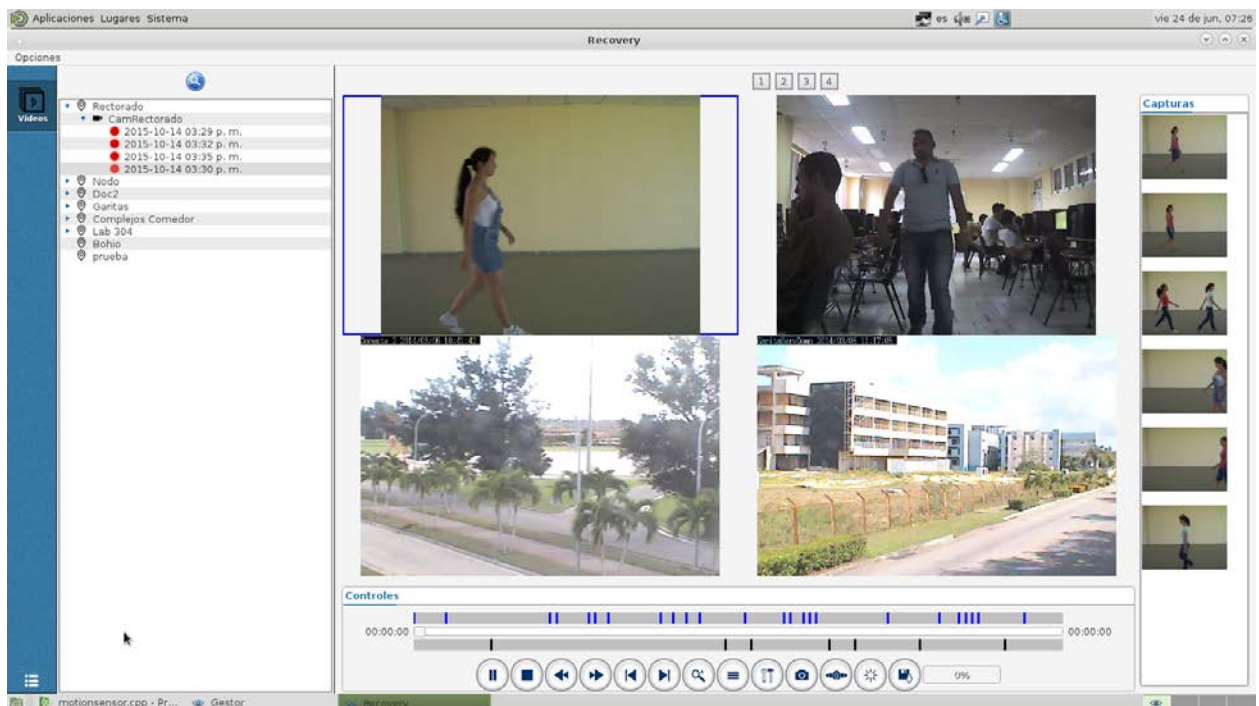 Aplicaciones Lugares Sistema
es
vie 24 de jun, 07:26
Recovery
Opciones
Videos
Rectorado
CamRectorado
2015-10-14 03:29 p. m.
2015-10-14 03:32 p. m.
2015-10-14 03:35 p. m.
2015-10-14 03:30 p. m.
Nodo
Doc2
Garitas
Complejos Comedor
Lab 304
Bohio
prueba
1 2 3 4
Capturas
Controles
00:00:00
00:00:00
0%
motionsensor.cpp - Pr...
Gestor
Recovery